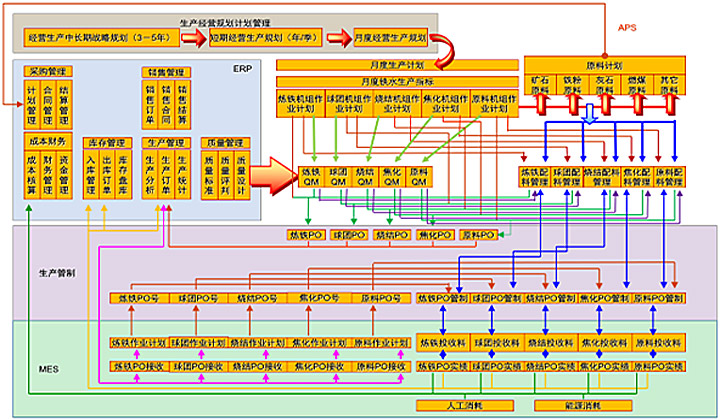 生产经营规划计划管理
经营生产中长期战略规划（3－5年）
短期经营生产规划（年/季）
月度经营生产规划
APS
ERP
采购管理
计划管理
合同管理
结算管理
销售管理
销售订单
销售合同
销售结算
成本财务
成本核算
财务管理
资金管理
库存管理
入库管理
出库订单
库存盘库
生产管理
生产分析
生产订单
生产统计
质量管理
质量标准
质量评判
质量设计
月度生产计划
月度铁水生产指标
炼铁机组作业计划
球团机组作业计划
烧结机组作业计划
焦化机组作业计划
原料机组作业计划
原料计划
矿石原料
铁粉原料
灰石原料
燃煤原料
其它原料
炼铁QM
球团QM
烧结QM
焦化QM
原料QM
炼铁配料管理
球团配料管理
烧结配料管理
焦化配料管理
原料配料管理
炼铁PO
球团PO
烧结PO
焦化PO
原料PO
生产管制
炼铁PO号
球团PO号
烧结PO号
焦化PO号
原料PO号
炼铁PO管制
球团PO管制
烧结PO管制
焦化PO管制
原料PO管制
MES
炼铁作业计划
球团作业计划
烧结作业计划
焦化作业计划
原料作业计划
炼铁投收料
球团投收料
烧结投收料
焦化投收料
原料投收料
炼铁PO接收
球团PO接收
烧结PO接收
焦化PO接收
原料PO接收
炼铁PO实绩
球团PO实绩
烧结PO实绩
焦化PO实绩
原料PO实绩
人工消耗
能源消耗